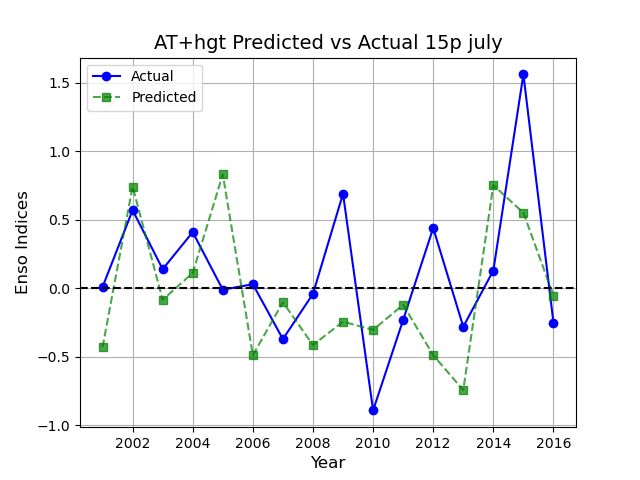 AT+hgt Predicted vs Actual 15p july
Actual
Predicted
1.5
1.0
0.5
0.0
−0.5
−1.0
Enso Indices
2002 2004 2006 2008 2010 2012 2014 2016
Year